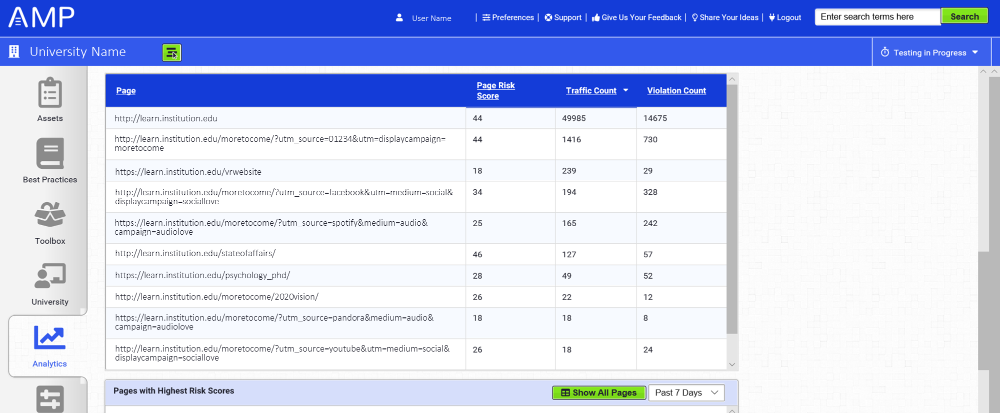 AMP
User Name | Preferences | Support | Give Us Your Feedback | Share Your Ideas | Logout
Enter search terms here
Search
University Name
Testing in Progress
Assets
Best Practices
Toolbox
University
Analytics
Page
Page Risk
Score
Traffic Count
Violation Count
http://learn.institution.edu 44 49985 14675
http://learn.institution.edu/moretocome/?utm_source=01234&utm=displaycampaign= 44 1416 730
moretocome
https://learn.institution.edu/vrwebsite 18 239 29
http://learn.institution.edu/moretocome/?utm_source=facebook&utm=medium=social& 34 194 328
displaycampaign=sociallove
https://learn.institution.edu/moretocome/?utm_source=spotify&medium=audio& 25 165 242
campaign=audiolove
http://learn.institution.edu/stateofaffairs/ 46 127 57
https://learn.institution.edu/psychology_phd/ 28 49 52
http://learn.institution.edu/moretocome/2020vision/ 26 22 12
https://learn.institution.edu/moretocome/?utm_source=pandora&medium=audio& 18 18 8
campaign=audiolove
http://learn.institution.edu/moretocome/?utm_source=youtube&utm=medium=social& 26 18 24
displaycampaign=sociallove
Pages with Highest Risk Scores
Show All Pages
Past 7 Days